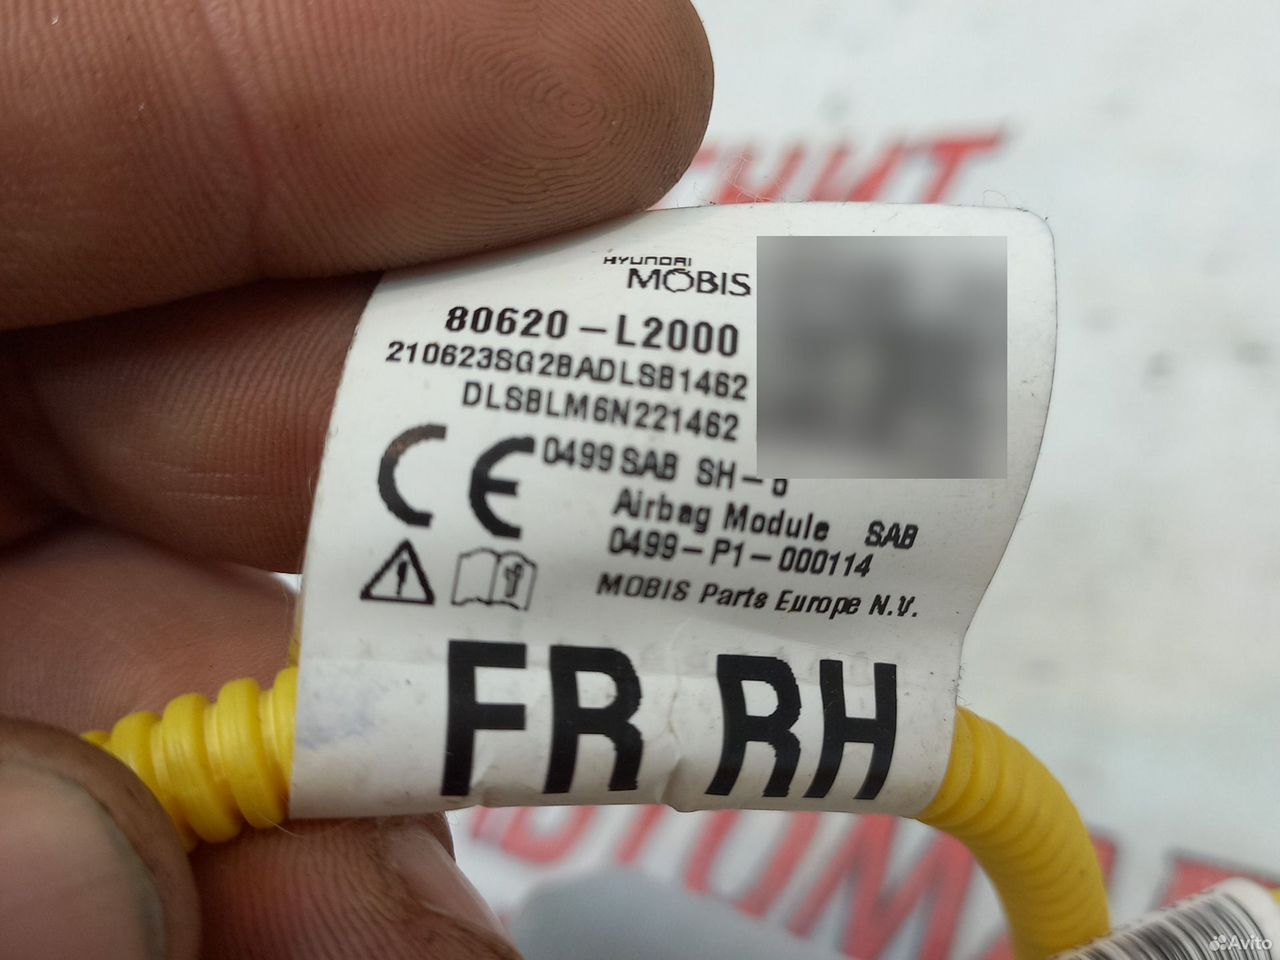 HYUNDAI
MOBIS
80620-L2000
210623SG2BADLSB1462
DLSBLM6N221462
CE 0499 SAB SH-
Airbag Module SAB
0499-P1-000114
MOBIS Parts Europe N.V.
FR RH
Avito